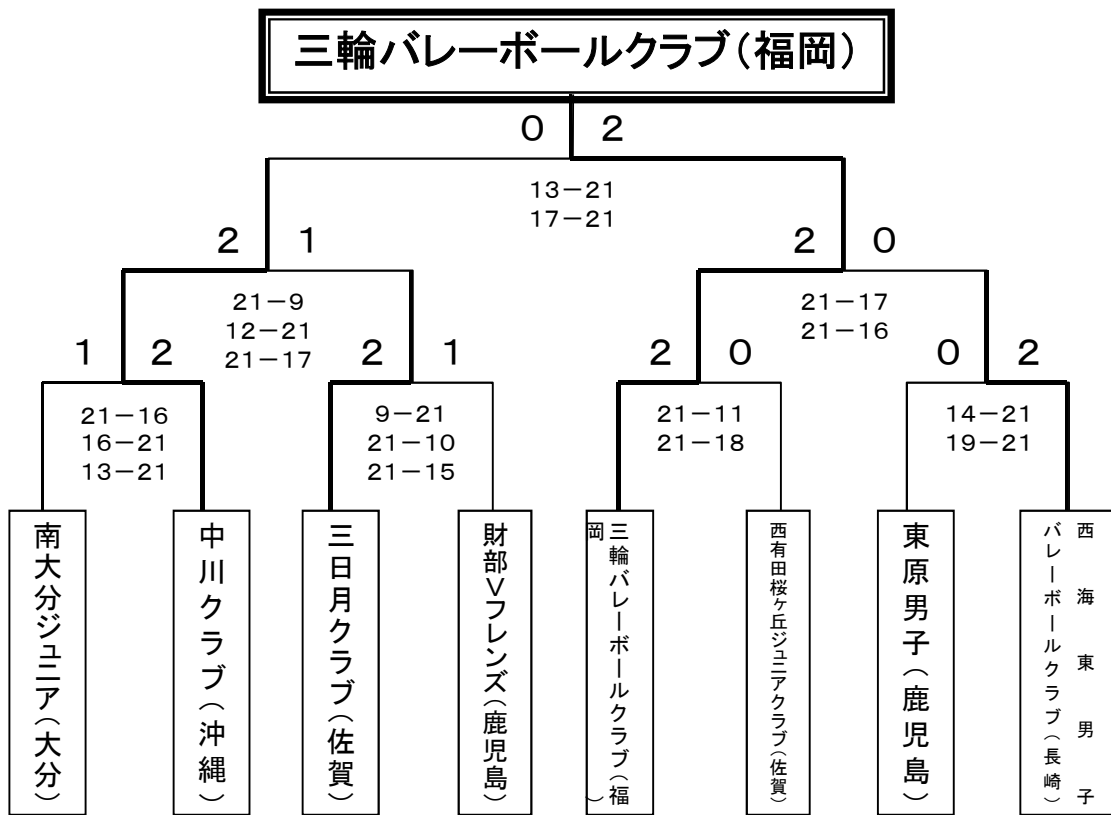 三輪バレーボールクラブ（福岡）
０ ２
１３－２１
１７－２１
２ １
２ ０
２１－９
１２－２１
２１－１７
２１－１７
２１－１６
１ ２
２ １
２ ０
０ ２
２１－１６
１６－２１
１３－２１
９－２１
２１－１０
２１－１５
２１－１１
２１－１８
１４－２１
１９－２１
南大分ジュニア（大分）
中川クラブ（沖縄）
三日月クラブ（佐賀）
財部Ｖフレンズ（鹿児島）
三輪バレーボールクラブ（福
岡）
西有田桜ヶ丘ジュニアクラブ（佐賀）
東原男子（鹿児島）
西海東男子
バレーボールクラブ（長崎）